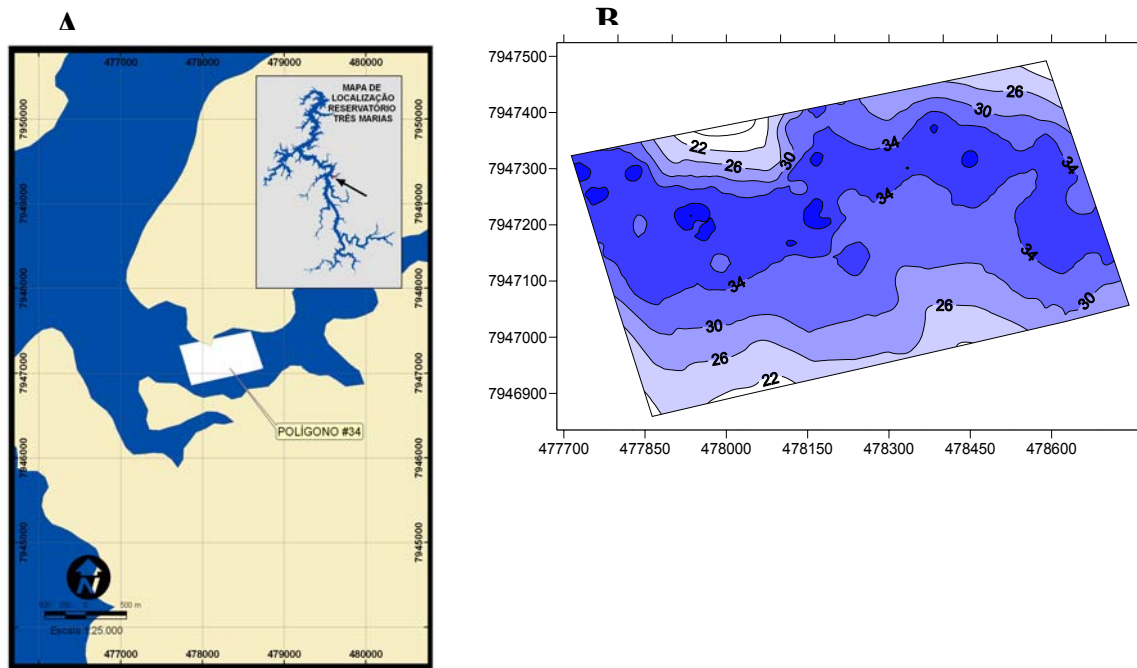 A
B
477000 478000 479000 480000
MAPA DE
LOCALIZAÇÃO
RESERVATÓRIO
TRÊS MARIAS
7950000 7950000
7949000 7949000
7948000 7948000
7947000 7947000
7946000 7946000
7945000 7945000
POLÍGONO #34
N
500 m
Escala 1:25.000
477000 478000 479000 480000
7947500
7947400
7947300
7947200
7947100
7947000
7946900
26
30
34
22
26
30
34
34
34
34
30
26
30
26
22
477700 477850 478000 478150 478300 478450 478600